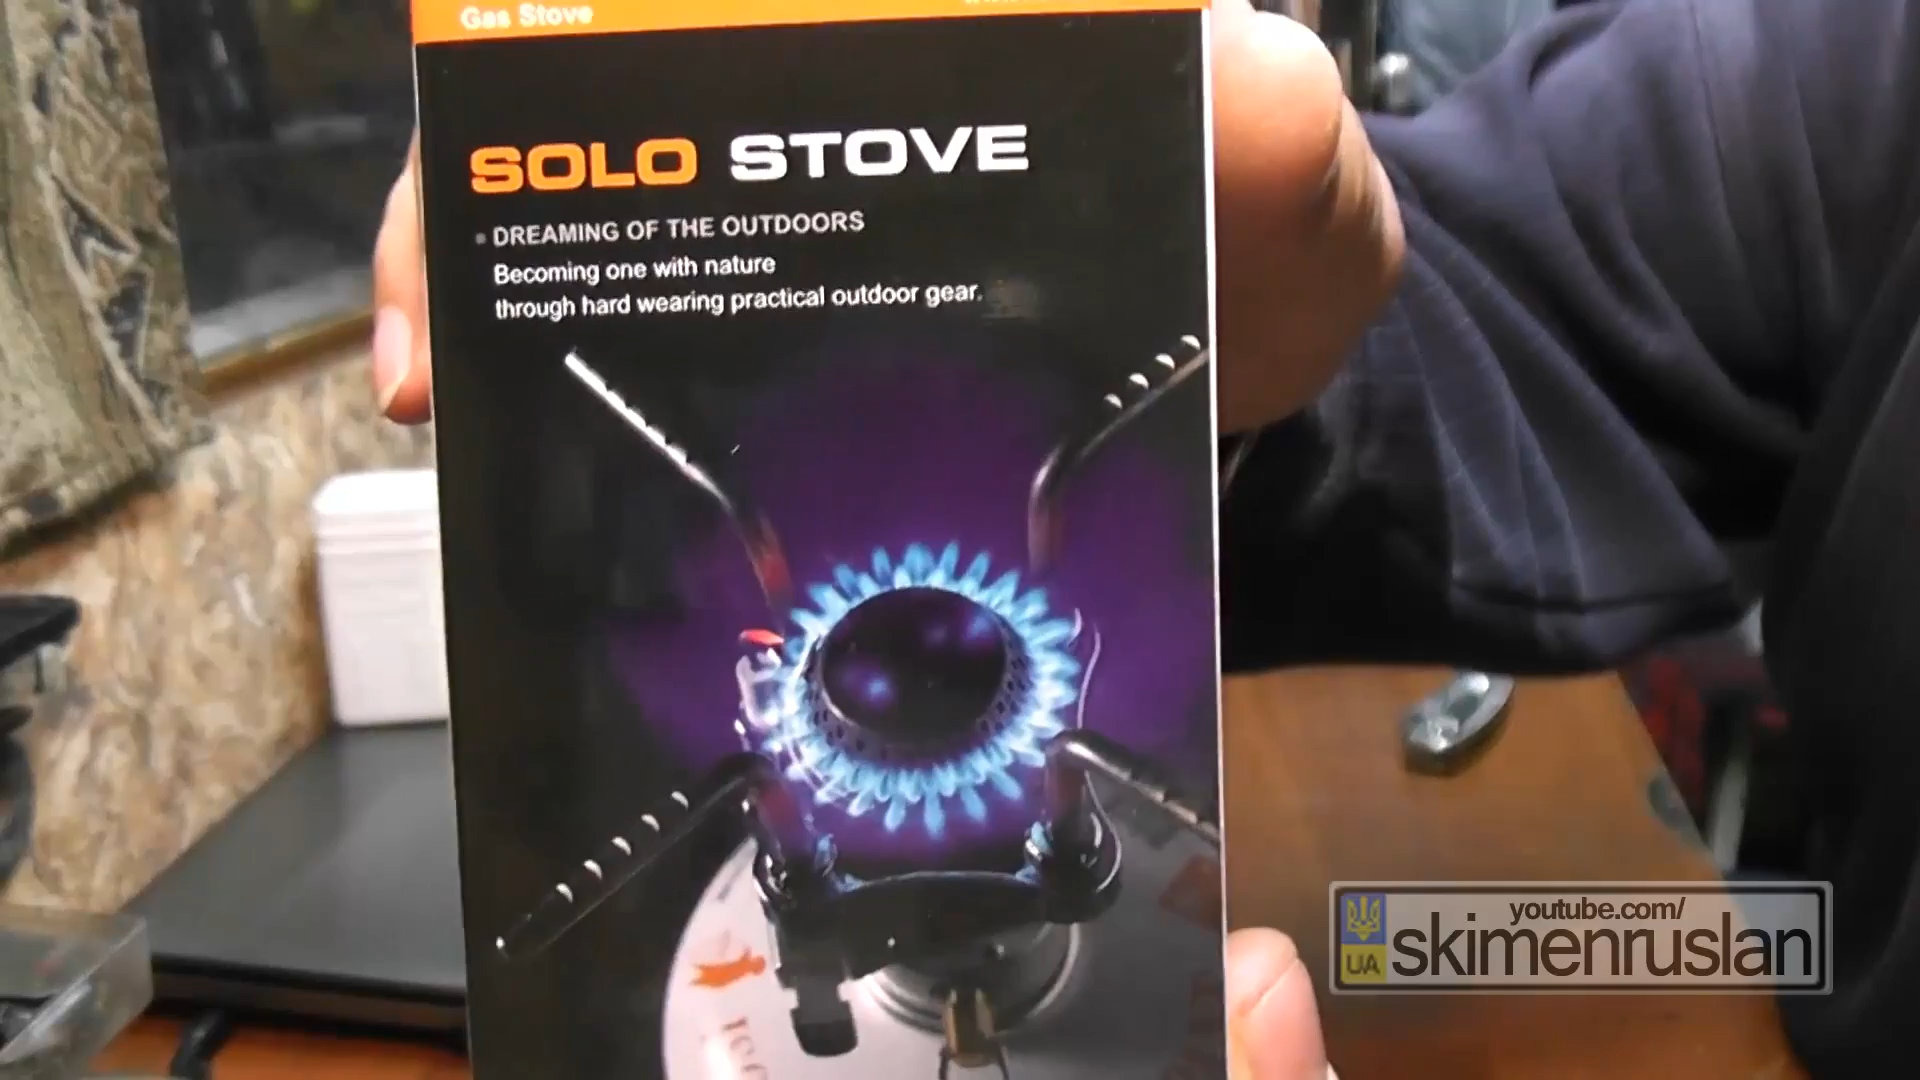 Gas Stove
SOLO STOVE
DREAMING OF THE OUTDOORS
Becoming one with nature
through hard wearing practical outdoor gear.
youtube.com/
UA skimenruslan